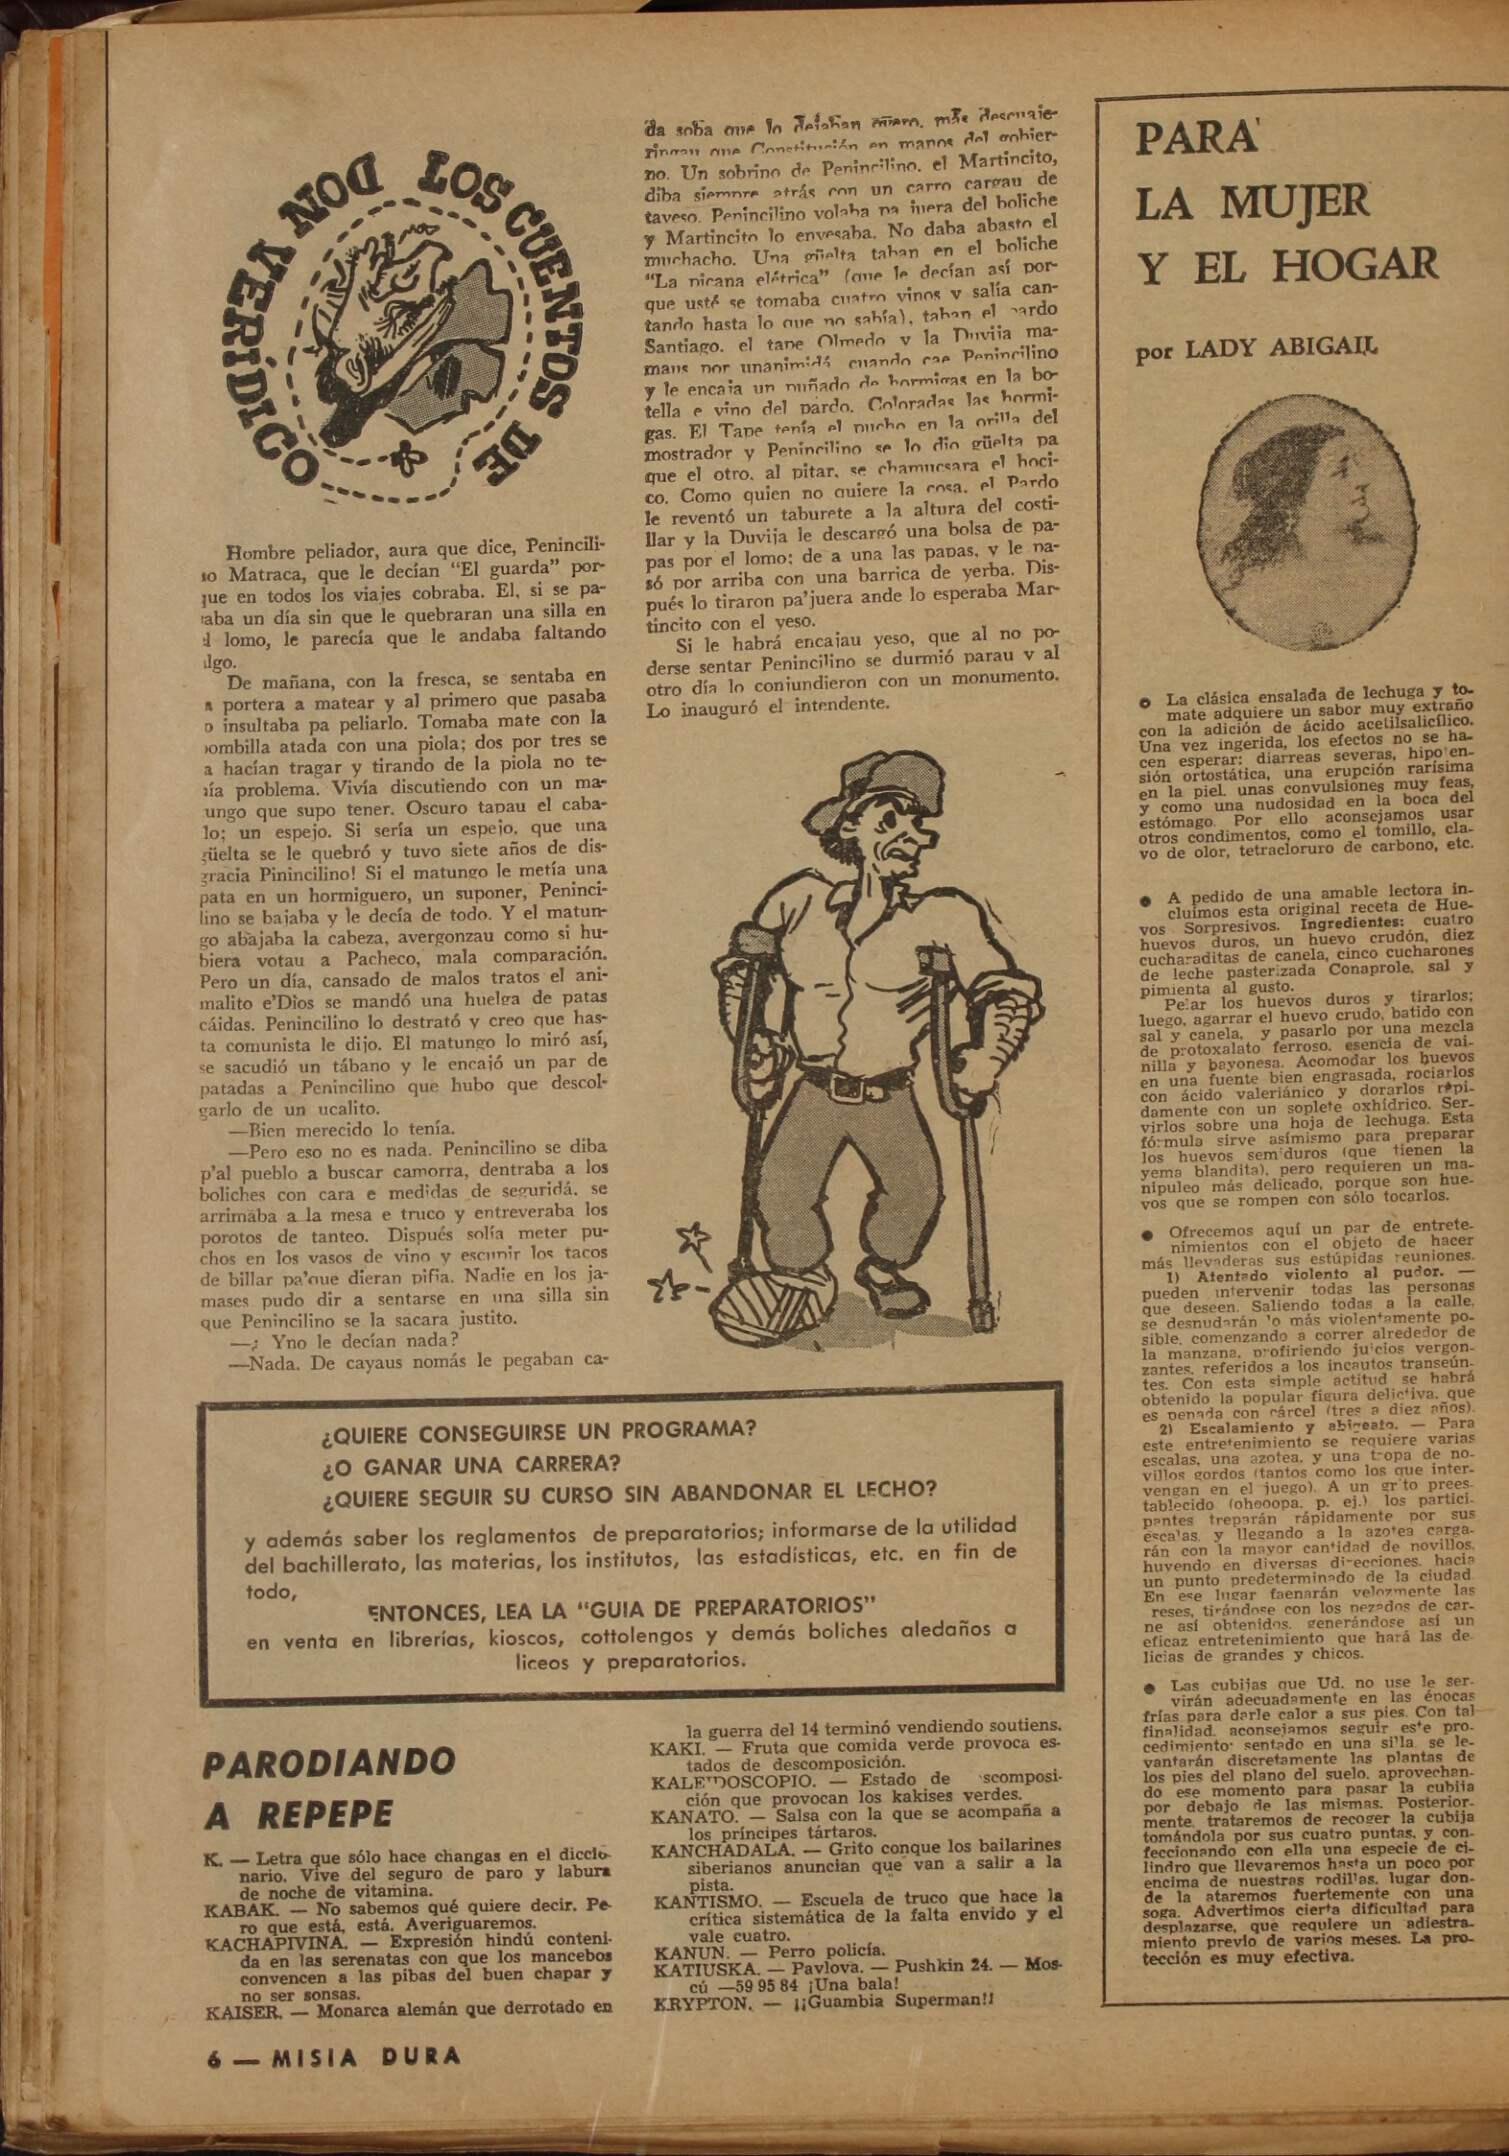 LOS CUENTOS DE
DON VERÍDICO
Hombre peliador, aura que dice, Penincili-
no Matraca, que le decían "El guarda" por-
que en todos los viajes cobraba. El, si se pa-
aba un día sin que le quebraran una silla en
el lomo, le parecía que le andaba faltando
algo.
De mañana, con la fresca, se sentaba en
a portera a matear y al primero que pasaba
o insultaba pa peliarlo. Tomaba mate con la
bombilla atada con una piola; dos por tres se
a hacían tragar y tirando de la piola no te-
nía problema. Vivía discutiendo con un ma-
tungo que supo tener. Oscuro tapau el caba-
lo; un espejo. Si sería un espejo, que una
güelta se le quebró y tuvo siete años de dis-
gracia Pinincilino! Si el matungo le metía una
pata en un hormiguero, un suponer, Peninci-
lino se bajaba y le decía de todo. Y el matun-
go abajaba la cabeza, avergonzau como si hu-
biera votau a Pacheco, mala comparación.
Pero un día, cansado de malos tratos el ani-
malito e'Dios se mandó una huelga de patas
cáidas. Penincilino lo destrató y creo que has-
ta comunista le dijo. El matungo lo miró así,
se sacudió un tábano y le encajó un par de
patadas a Penincilino que hubo que descol-
garlo de un ucalito.
—Bien merecido lo tenía.
—Pero eso no es nada. Penincilino se diba
p'al pueblo a buscar camorra, dentraba a los
boliches con cara e medidas de seguridá, se
arrimaba a la mesa e truco y entreveraba los
porotos de tanteo. Dispués solía meter pu-
chos en los vasos de vino y escupir los tacos
de billar pa'que dieran pifia. Nadie en los ja-
mases pudo dir a sentarse en una silla sin
que Penincilino se la sacara justito.
—¿ Yno le decían nada?
—Nada. De cayaus nomás le pegaban ca-
da soba que lo dejaban overo, más descuaje-
ringau que Constitución en manos del gobier-
no. Un sobrino de Penincilino, el Martincito,
diba siempre atrás con un carro cargau de
taveso. Penincilino volaba pa juera del boliche
y Martincito lo envesaba. No daba abasto el
muchacho. Una güelta taban en el boliche
"La picana elétrica" (que le decían así por-
que usté se tomaba cuatro vinos y salía can-
tando hasta lo que no sabía), taban el pardo
Santiago, el tape Olmedo y la Duvija ma-
maus por unanimidá, cuando cae Penincilino
y le encaja un puñado de hormigas en la bo-
tella e vino del pardo. Coloradas las hormi-
gas. El Tape tenía el pucho en la orilla del
mostrador y Penincilino se lo dio güelta pa
que el otro, al pitar, se chamuscara el hoci-
co. Como quien no quiere la cosa, el Pardo
le reventó un taburete a la altura del costi-
llar y la Duvija le descargó una bolsa de pa-
pas por el lomo; de a una las papas, y le pa-
só por arriba con una barrica de yerba. Dis-
pués lo tiraron pa'juera ande lo esperaba Mar-
tincito con el yeso.
Si le habrá encajau yeso, que al no po-
derse sentar Penincilino se durmió parau y al
otro día lo conjundieron con un monumento.
Lo inauguró el intendente.
¿QUIERE CONSEGUIRSE UN PROGRAMA?
¿O GANAR UNA CARRERA?
¿QUIERE SEGUIR SU CURSO SIN ABANDONAR EL LECHO?
y además saber los reglamentos de preparatorios; informarse de la utilidad
del bachillerato, las materias, los institutos, las estadísticas, etc. en fin de
todo,
ENTONCES, LEA LA "GUIA DE PREPARATORIOS"
en venta en librerías, kioscos, cottolengos y demás boliches aledaños a
liceos y preparatorios.
PARODIANDO
A REPEPE
K. — Letra que sólo hace changas en el diccio-
nario. Vive del seguro de paro y labura
de noche de vitamina.
KABAK. — No sabemos qué quiere decir. Pe-
ro que está, está. Averiguaremos.
KACHAPIVINA. — Expresión hindú conteni-
da en las serenatas con que los mancebos
convencen a las pibas del buen chapar y
no ser sonsas.
KAISER. — Monarca alemán que derrotado en
la guerra del 14 terminó vendiendo soutiens.
KAKI. — Fruta que comida verde provoca es-
tados de descomposición.
KALEIDOSCOPIO. — Estado de scomposi-
ción que provocan los kakises verdes.
KANATO. — Salsa con la que se acompaña a
los príncipes tártaros.
KANCHADALA. — Grito conque los bailarines
siberianos anuncian que van a salir a la
pista.
KANTISMO. — Escuela de truco que hace la
crítica sistemática de la falta envido y el
vale cuatro.
KANUN. — Perro policía.
KATIUSKA. — Pavlova. — Pushkin 24. — Mos-
cú —59 95 84 ¡Una bala!
KRYPTON. — ¡¡Guambia Superman!!
6 — MISIA DURA
PARA
LA MUJER
Y EL HOGAR
por LADY ABIGAIL
● La clásica ensalada de lechuga y to-
mate adquiere un sabor muy extraño
con la adición de ácido acetilsalicílico.
Una vez ingerida, los efectos no se ha-
cen esperar: diarreas severas, hipoten-
sión ortostática, una erupción rarísima
en la piel, unas convulsiones muy feas,
y como una nudosidad en la boca del
estómago. Por ello aconsejamos usar
otros condimentos, como el tomillo, cla-
vo de olor, tetracloruro de carbono, etc.
● A pedido de una amable lectora in-
cluímos esta original receta de Hue-
vos Sorpresivos. Ingredientes: cuatro
huevos duros, un huevo crudón, diez
cucharaditas de canela, cinco cucharones
de leche pasterizada Conaprole, sal y
pimienta al gusto.
Pelar los huevos duros y tirarlos;
luego, agarrar el huevo crudo, batido con
sal y canela, y pasarlo por una mezcla
de protoxalato ferroso, esencia de vai-
nilla y bayonesa. Acomodar los huevos
en una fuente bien engrasada, rociarlos
con ácido valeriánico y dorarlos rápi-
damente con un soplete oxhídrico. Ser-
virlos sobre una hoja de lechuga. Esta
fórmula sirve asimismo para preparar
los huevos semiduros (que tienen la
yema blandita), pero requieren un ma-
nipuleo más delicado, porque son hue-
vos que se rompen con sólo tocarlos.
● Ofrecemos aquí un par de entrete-
nimientos con el objeto de hacer
más llevaderas sus estúpidas reuniones.
1) Atentado violento al pudor. —
pueden intervenir todas las personas
que deseen. Saliendo todas a la calle,
se desnudarán lo más violentamente po-
sible, comenzando a correr alrededor de
la manzana, profiriendo juicios vergon-
zantes, referidos a los incautos transeún-
tes. Con esta simple actitud se habrá
obtenido la popular figura delictiva, que
es penada con cárcel (tres a diez años).
2) Escalamiento y abigeato. — Para
este entretenimiento se requiere varias
escalas, una azotea, y una tropa de no-
villos gordos (tantos como los que inter-
vengan en el juego). A un grito prees-
tablecido (oheoopa, p. ej.) los partici-
pantes treparán rápidamente por sus
escalas, y llegando a la azotea carga-
rán con la mayor cantidad de novillos,
huyendo en diversas direcciones, hacia
un punto predeterminado de la ciudad.
En ese lugar faenarán velozmente las
reses, tirándose con los pezados de car-
ne así obtenidos, generándose así un
eficaz entretenimiento que hará las de-
licias de grandes y chicos.
● Las cubijas que Ud. no use le ser-
virán adecuadamente en las épocas
frías para darle calor a sus pies. Con tal
finalidad, aconsejamos seguir este pro-
cedimiento: sentado en una silla, se le-
vantarán discretamente las plantas de
los pies del plano del suelo, aprovechan-
do ese momento para pasar la cubija
por debajo de las mismas. Posterior-
mente, trataremos de recoger la cubija
tomándola por sus cuatro puntas, y con-
feccionando con ella una especie de ci-
lindro que llevaremos hasta un poco por
encima de nuestras rodillas, lugar don-
de la ataremos fuertemente con una
soga. Advertimos cierta dificultad para
desplazarse, que requiere un adiestra-
miento previo de varios meses. La pro-
tección es muy efectiva.